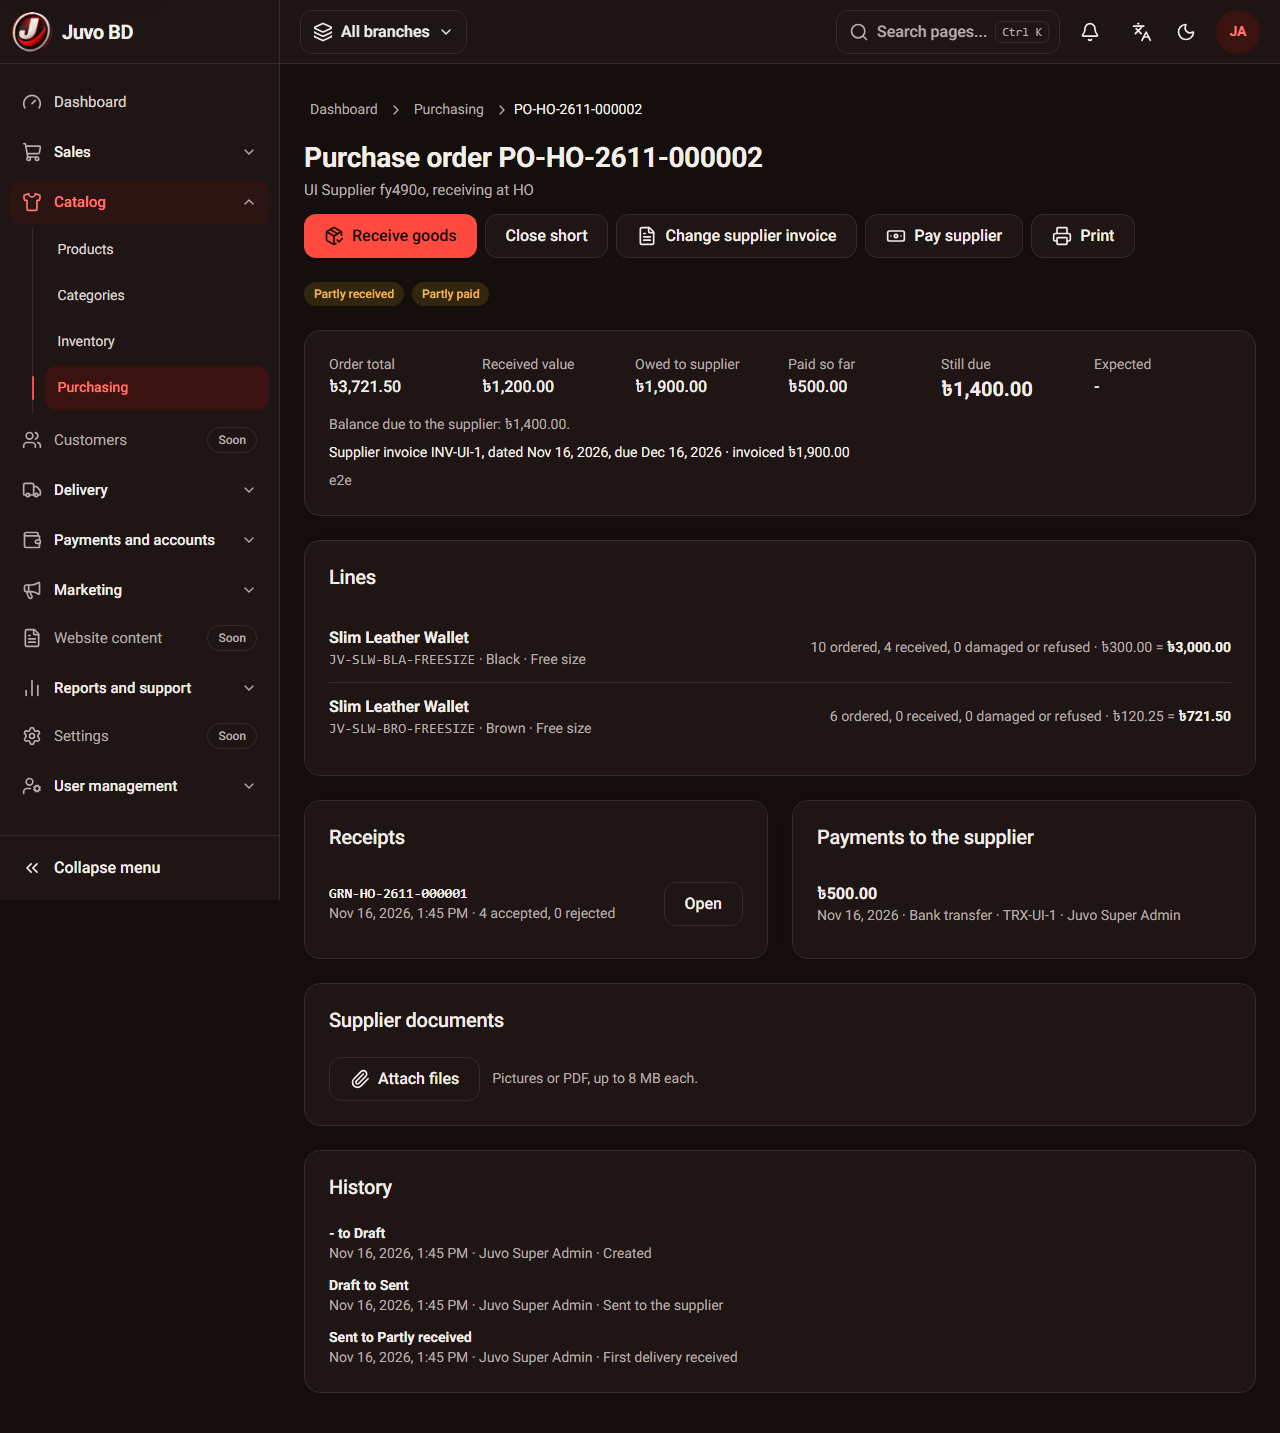 Juvo BD
All branches
Search pages...
Ctrl K
JA
Dashboard
Sales
Catalog
Products
Categories
Inventory
Purchasing
Customers
Soon
Delivery
Payments and accounts
Marketing
Website content
Soon
Reports and support
Settings
Soon
User management
Collapse menu
Dashboard
Purchasing
PO-HO-2611-000002
Purchase order PO-HO-2611-000002
UI Supplier fy490o, receiving at HO
Receive goods
Close short
Change supplier invoice
Pay supplier
Print
Partly received
Partly paid
Order total
৳3,721.50
Received value
৳1,200.00
Owed to supplier
৳1,900.00
Paid so far
৳500.00
Still due
৳1,400.00
Expected
-
Balance due to the supplier: ৳1,400.00.
Supplier invoice INV-UI-1, dated Nov 16, 2026, due Dec 16, 2026 · invoiced ৳1,900.00
e2e
Lines
Slim Leather Wallet
JV-SLW-BLA-FREESIZE · Black · Free size
10 ordered, 4 received, 0 damaged or refused · ৳300.00 = ৳3,000.00
Slim Leather Wallet
JV-SLW-BRO-FREESIZE · Brown · Free size
6 ordered, 0 received, 0 damaged or refused · ৳120.25 = ৳721.50
Receipts
GRN-HO-2611-000001
Nov 16, 2026, 1:45 PM · 4 accepted, 0 rejected
Open
Payments to the supplier
৳500.00
Nov 16, 2026 · Bank transfer · TRX-UI-1 · Juvo Super Admin
Supplier documents
Attach files
Pictures or PDF, up to 8 MB each.
History
- to Draft
Nov 16, 2026, 1:45 PM · Juvo Super Admin · Created
Draft to Sent
Nov 16, 2026, 1:45 PM · Juvo Super Admin · Sent to the supplier
Sent to Partly received
Nov 16, 2026, 1:45 PM · Juvo Super Admin · First delivery received